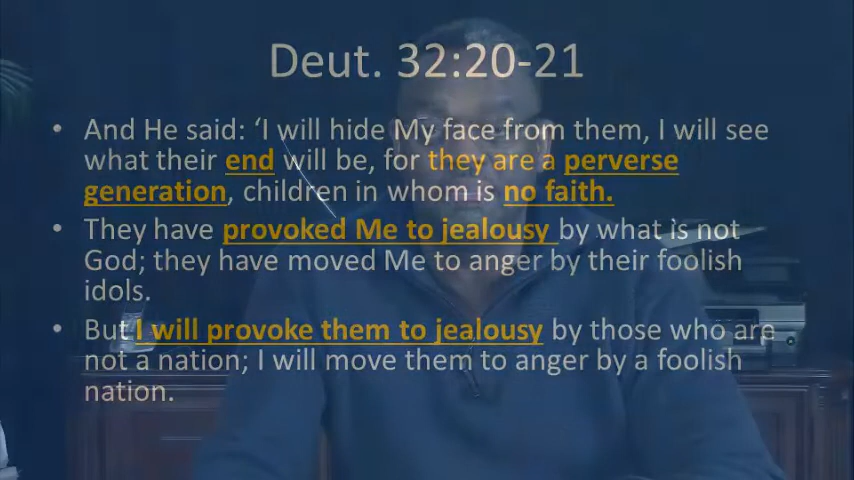 Deut. 32:20-21
• And He said: ‘I will hide My face from them, I will see
what their end will be, for they are a perverse
generation, children in whom is no faith.
• They have provoked Me to jealousy by what is not
God; they have moved Me to anger by their foolish
idols.
• But I will provoke them to jealousy by those who are
not a nation; I will move them to anger by a foolish
nation.